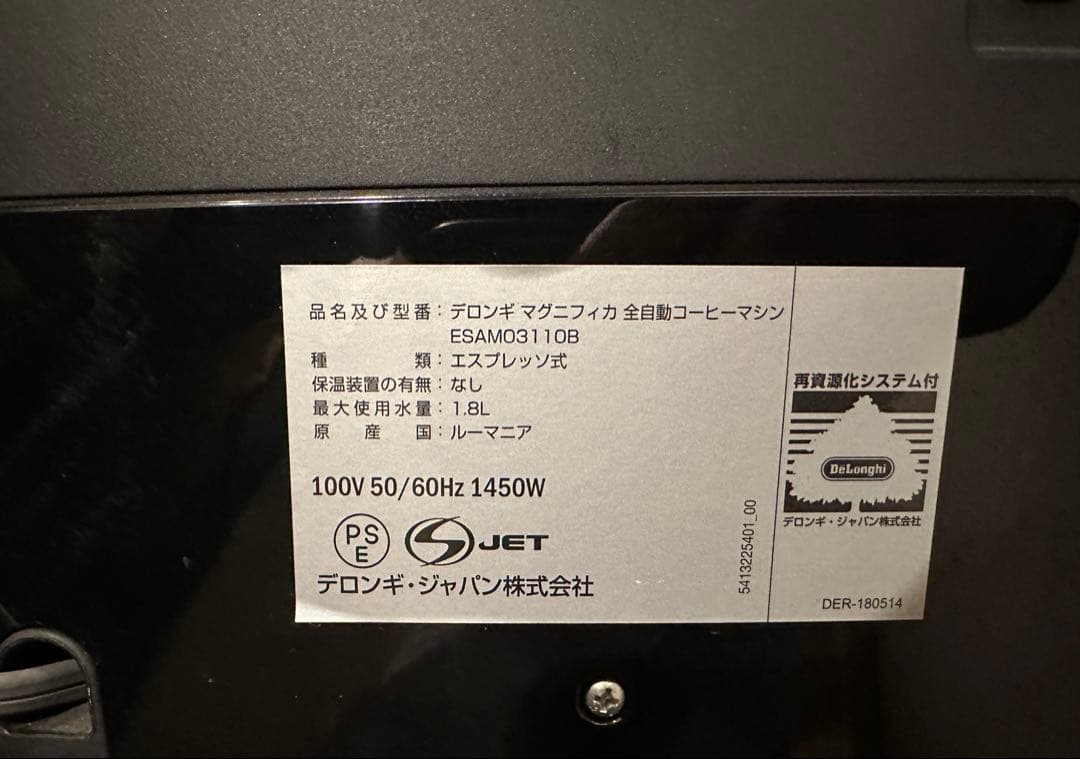 品名及び型番：デロンギ マグニフィカ 全自動コーヒーマシン
ESAM03110B
種類：エスプレッソ式
保温装置の有無：なし
最大使用水量：1.8L
原産国：ルーマニア
100V 50/60Hz 1450W
PS
E
S JET
デロンギ・ジャパン株式会社
5413225401_00
再資源化システム付
DeLonghi
デロンギ・ジャパン株式会社
DER-180514